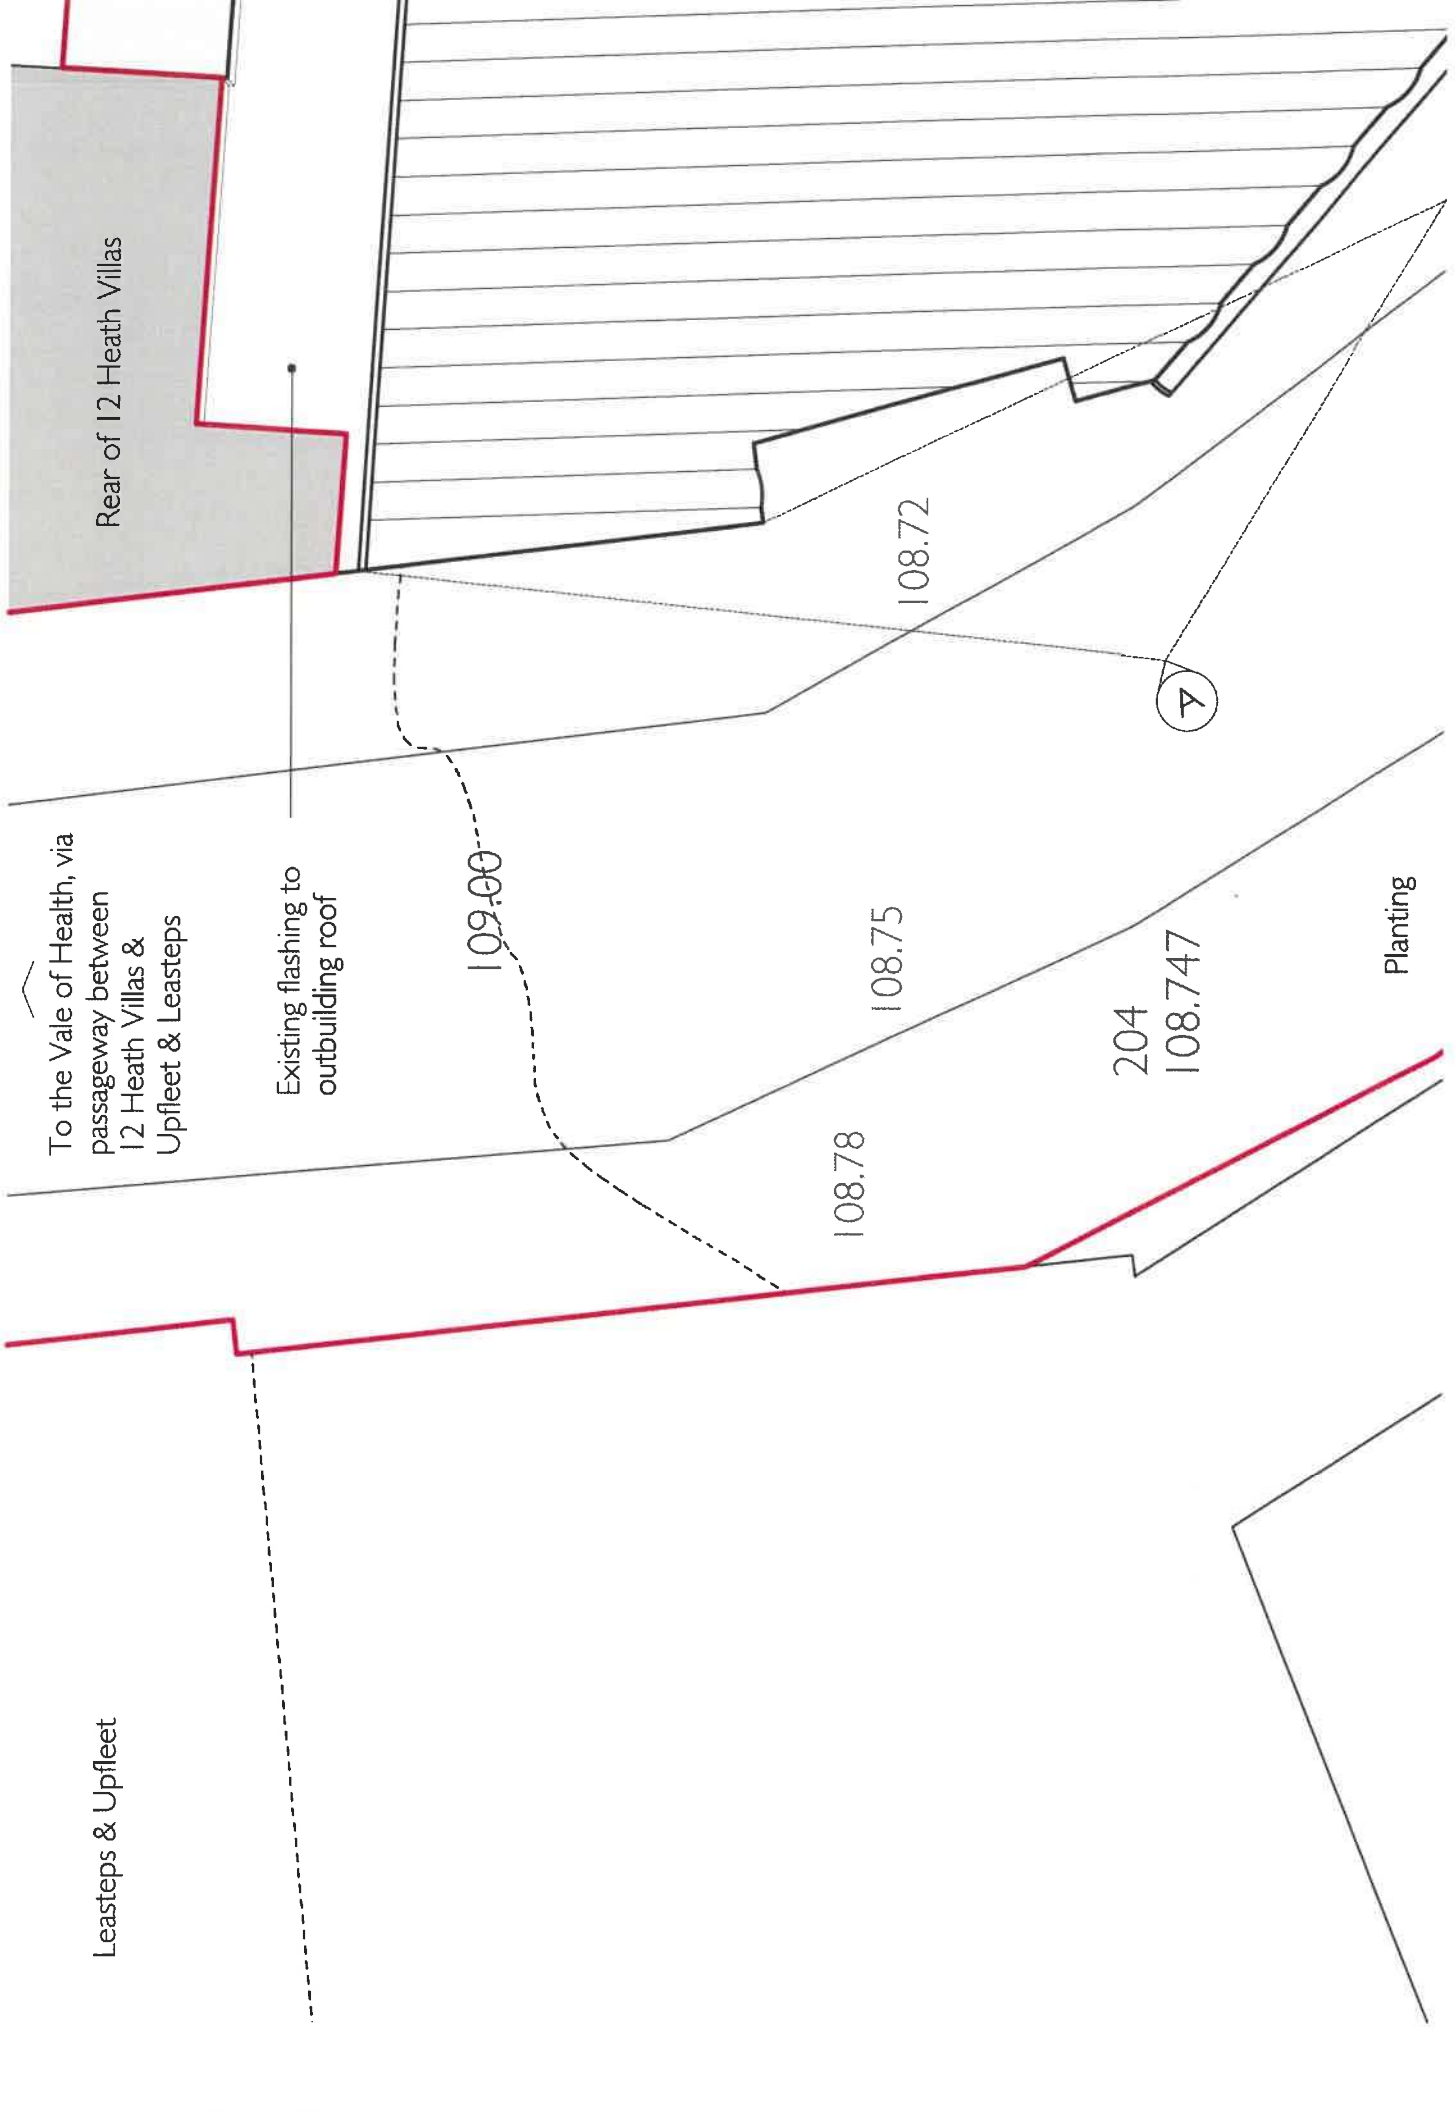 Leasteps & Upfleet
To the Vale of Health, via
passageway between
12 Heath Villas &
Upfleet & Leasteps
Rear of 12 Heath Villas
Existing flashing to
outbuilding roof
109.00
108.78
108.75
108.72
204
108.747
A
Planting